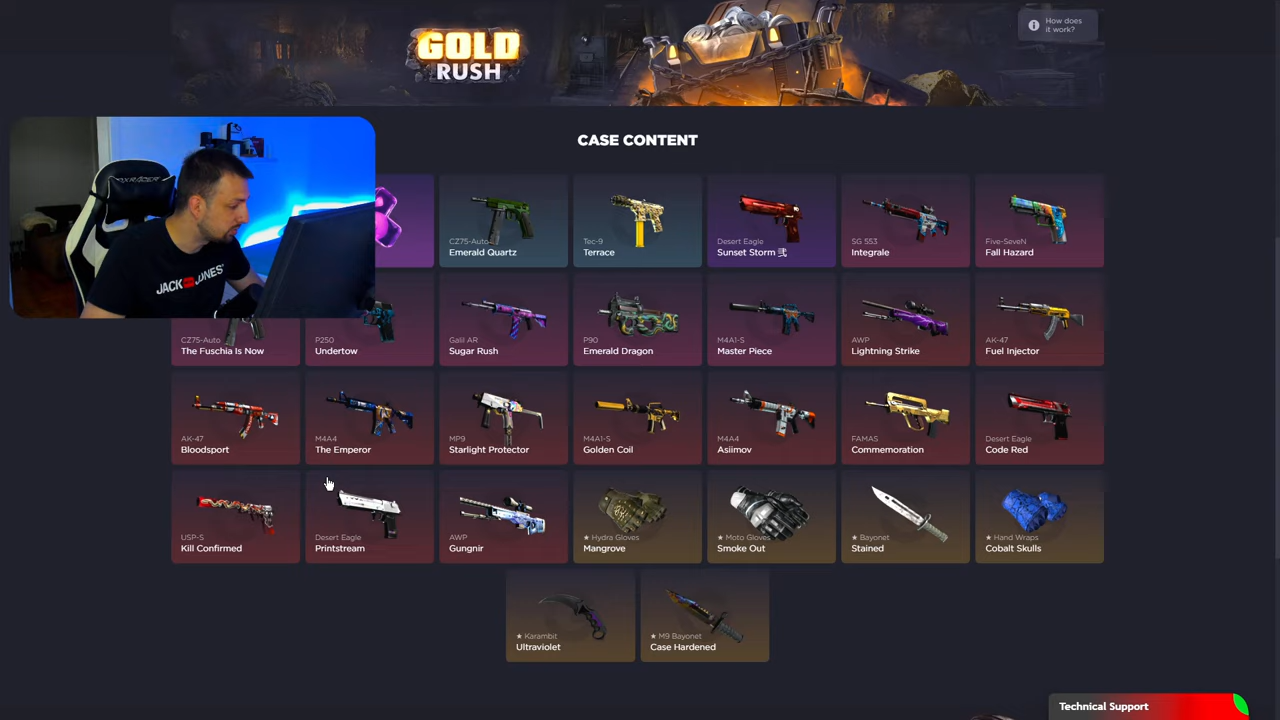 GOLD
RUSH
How does
it work?
CASE CONTENT
DXRACER
JACK JONES
CZ75-Auto
Emerald Quartz
Tec-9
Terrace
Desert Eagle
Sunset Storm 弐
SG 553
Integrale
Five-SeveN
Fall Hazard
CZ75-Auto
The Fuschia Is Now
P250
Undertow
Galil AR
Sugar Rush
P90
Emerald Dragon
M4A1-S
Master Piece
AWP
Lightning Strike
AK-47
Fuel Injector
AK-47
Bloodsport
M4A4
The Emperor
MP9
Starlight Protector
M4A1-S
Golden Coil
M4A4
Asiimov
FAMAS
Commemoration
Desert Eagle
Code Red
USP-S
Kill Confirmed
Desert Eagle
Printstream
AWP
Gungnir
★ Hydra Gloves
Mangrove
★ Moto Gloves
Smoke Out
★ Bayonet
Stained
★ Hand Wraps
Cobalt Skulls
★ Karambit
Ultraviolet
★ M9 Bayonet
Case Hardened
Technical Support